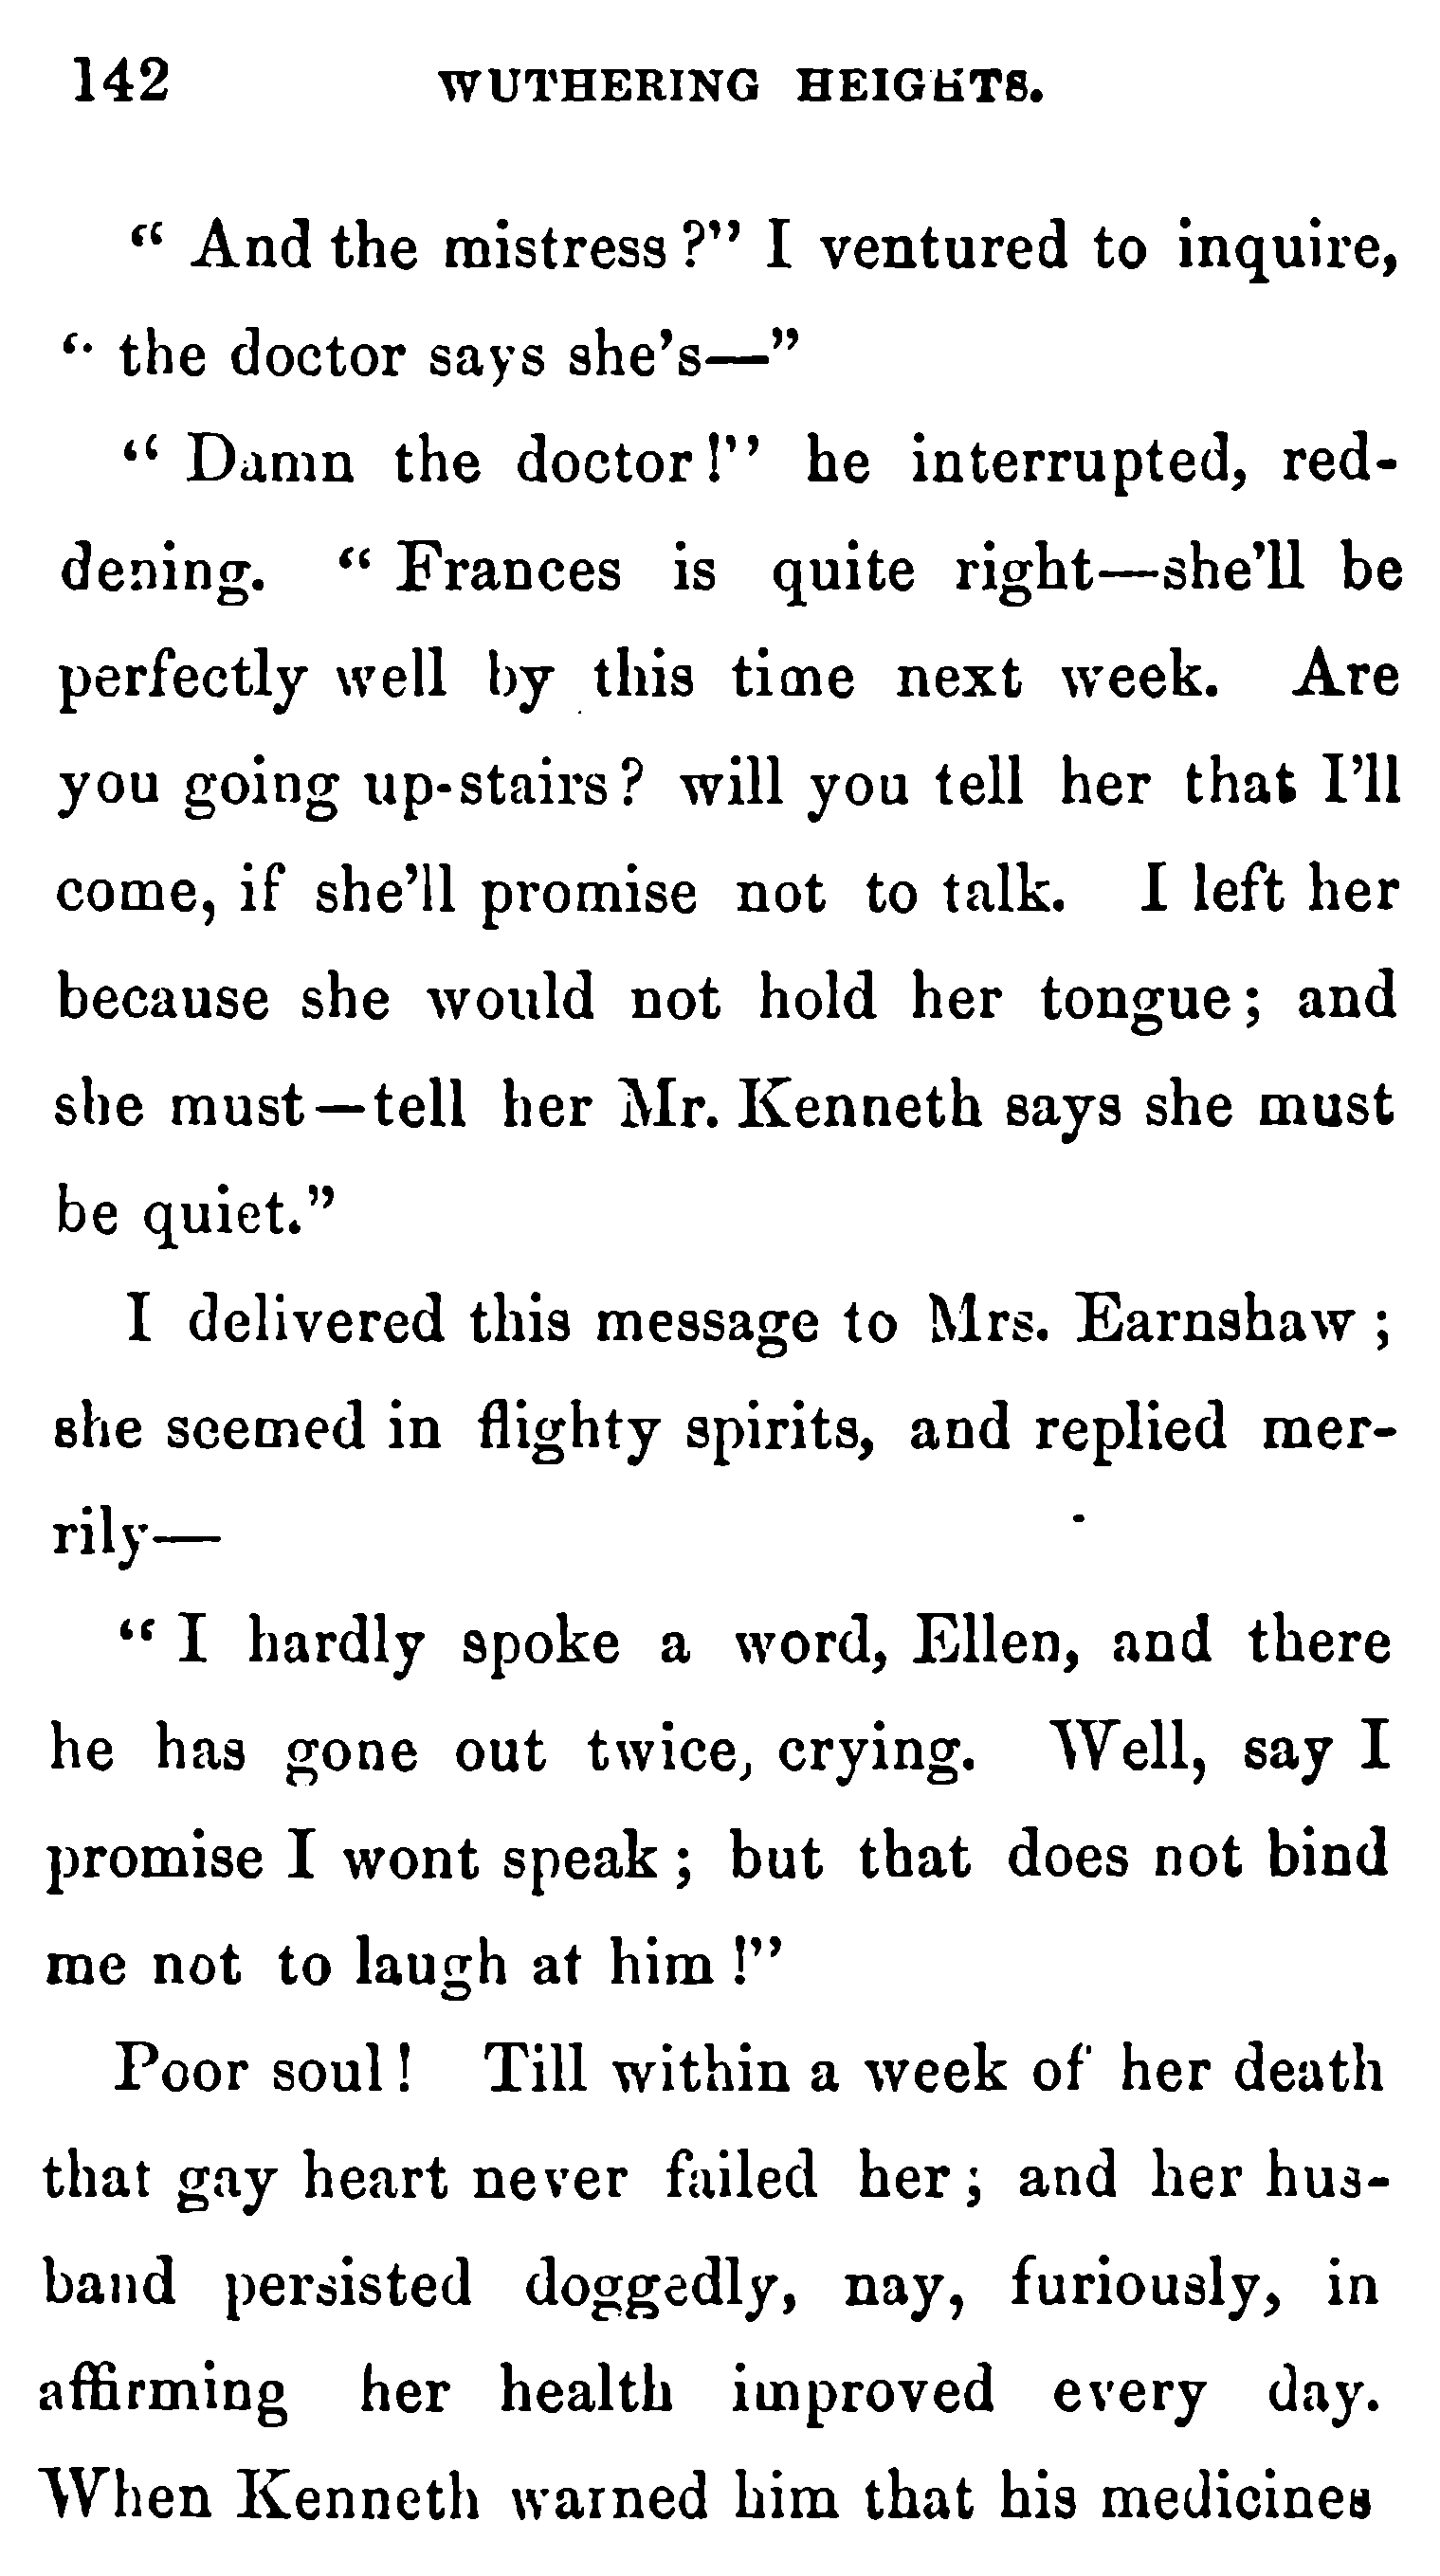 142 WUTHERING HEIGHTS.
“ And the mistress ?” I ventured to inquire,
“ the doctor says she’s—”
“ Damn the doctor !” he interrupted, red-
dening. “ Frances is quite right—she’ll be
perfectly well by this time next week. Are
you going up-stairs ? will you tell her that I’ll
come, if she’ll promise not to talk. I left her
because she would not hold her tongue ; and
she must—tell her Mr. Kenneth says she must
be quiet.”
I delivered this message to Mrs. Earnshaw ;
she seemed in flighty spirits, and replied mer-
rily—
“ I hardly spoke a word, Ellen, and there
he has gone out twice, crying. Well, say I
promise I wont speak ; but that does not bind
me not to laugh at him !”
Poor soul ! Till within a week of her death
that gay heart never failed her ; and her hus-
band persisted doggedly, nay, furiously, in
affirming her health improved every day.
When Kenneth warned him that his medicines